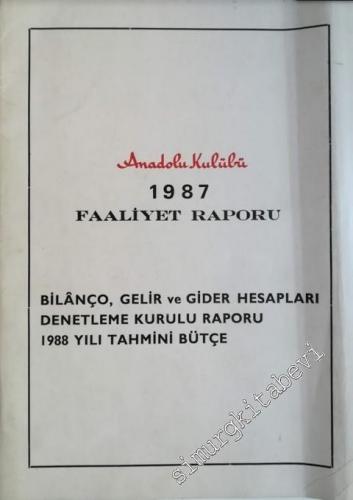 Anadolu Kulübü
1987
FAALİYET RAPORU
BİLÂNÇO, GELİR ve GİDER HESAPLARI
DENETLEME KURULU RAPORU
1988 YILI TAHMİNİ BÜTÇE
simurgkitabevi